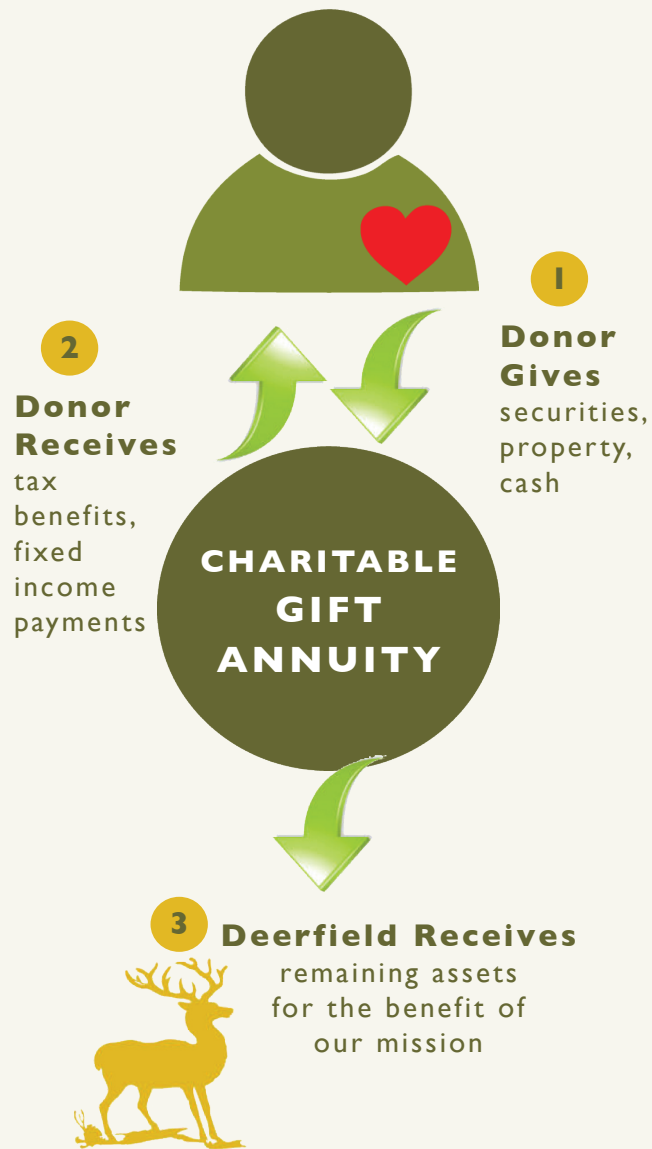 1
Donor
Gives
securities,
property,
cash
2
Donor
Receives
tax
benefits,
fixed
income
payments
CHARITABLE
GIFT
ANNUITY
3
Deerfield Receives
remaining assets
for the benefit of
our mission